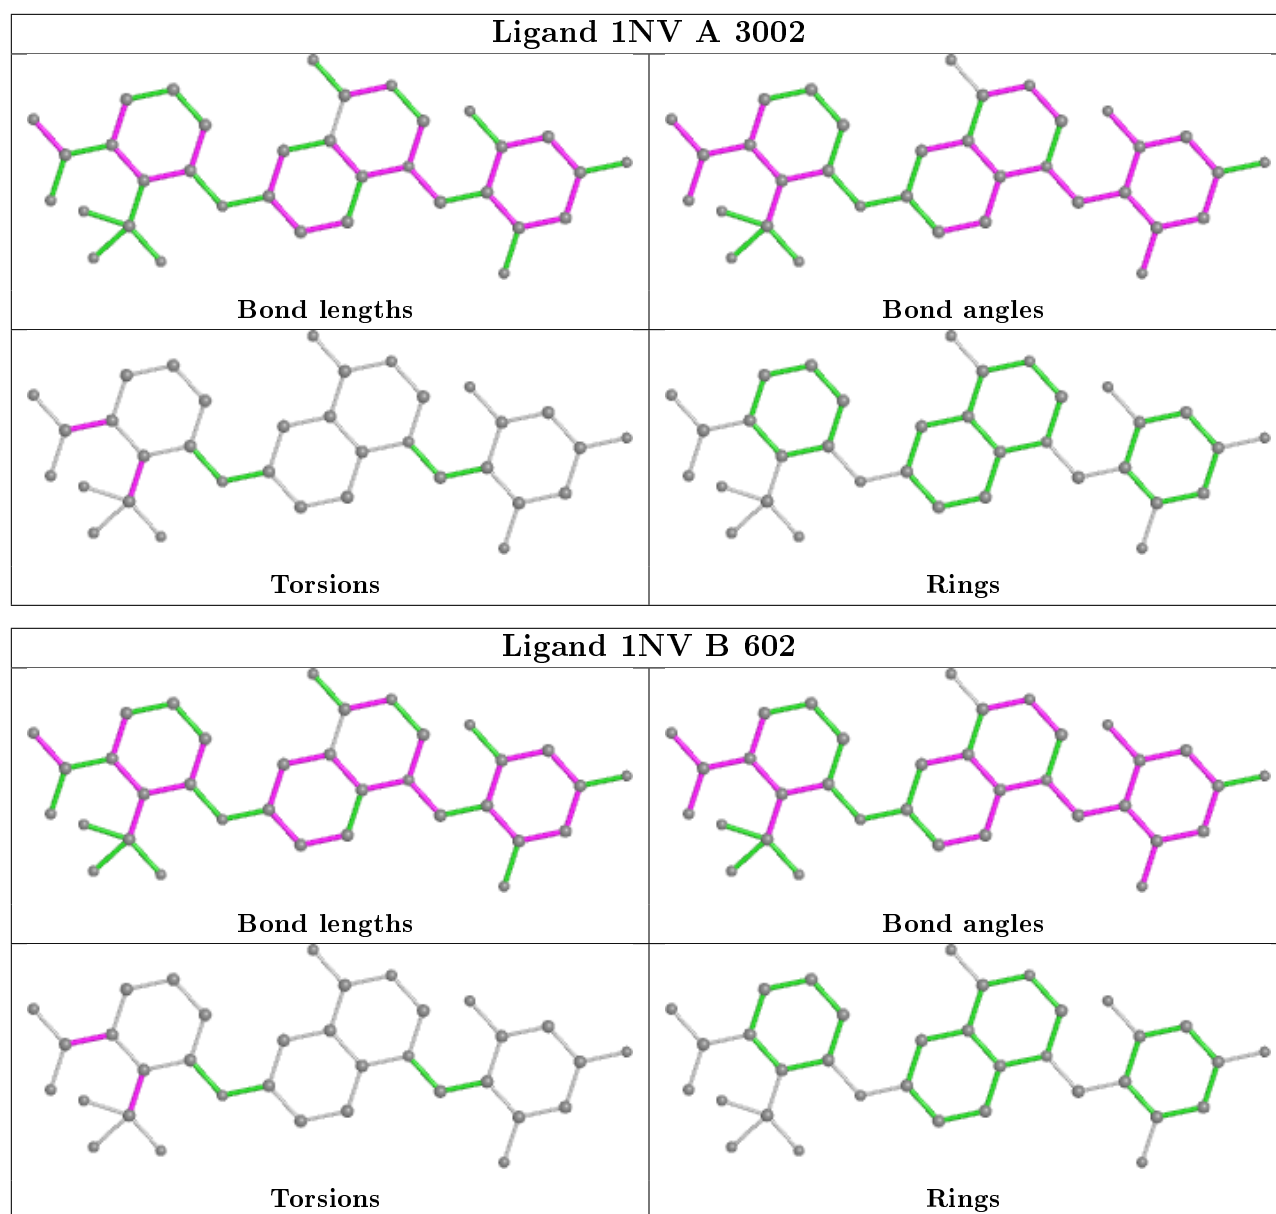 Ligand 1NV A 3002
Bond lengths
Bond angles
Torsions
Rings
Ligand 1NV B 602
Bond lengths
Bond angles
Torsions
Rings